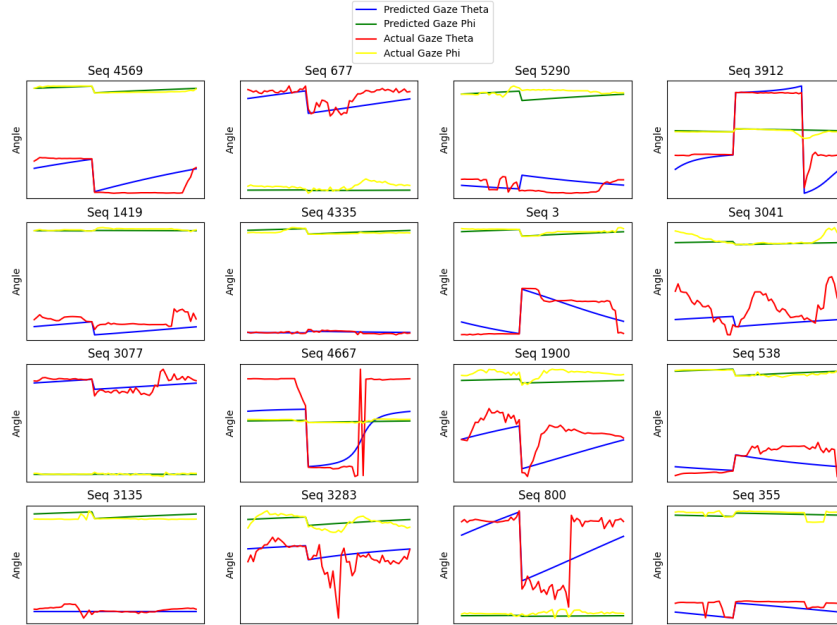 Predicted Gaze Theta
Predicted Gaze Phi
Actual Gaze Theta
Actual Gaze Phi
Seq 4569
Seq 677
Seq 5290
Seq 3912
Angle
Angle
Angle
Angle
Seq 1419
Seq 4335
Seq 3
Seq 3041
Angle
Angle
Angle
Angle
Seq 3077
Seq 4667
Seq 1900
Seq 538
Angle
Angle
Angle
Angle
Seq 3135
Seq 3283
Seq 800
Seq 355
Angle
Angle
Angle
Angle